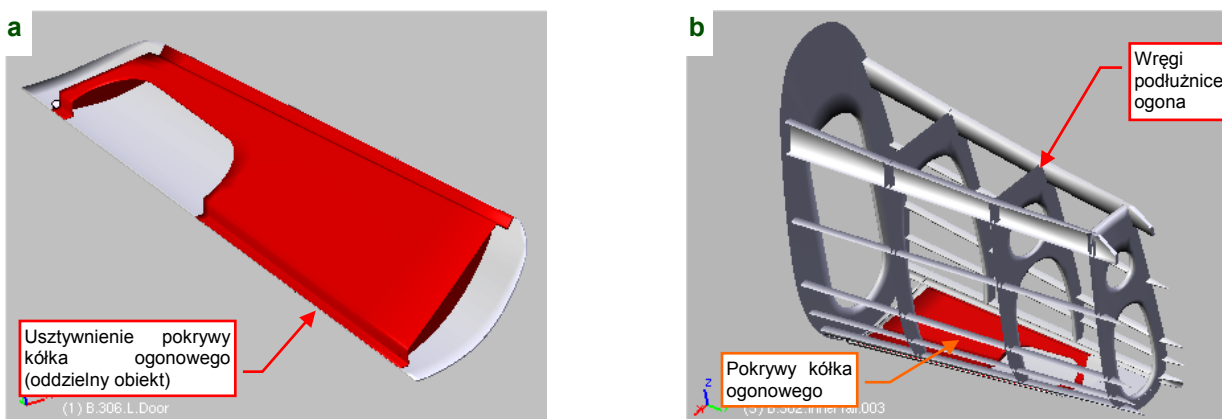 a
Usztywnienie pokrywy
kółka ogonowego
(oddzielny obiekt)
(1) B.306.L.Door
b
Wręgi
podłużnice
ogona
Pokrywy kółka
ogonowego
z
x